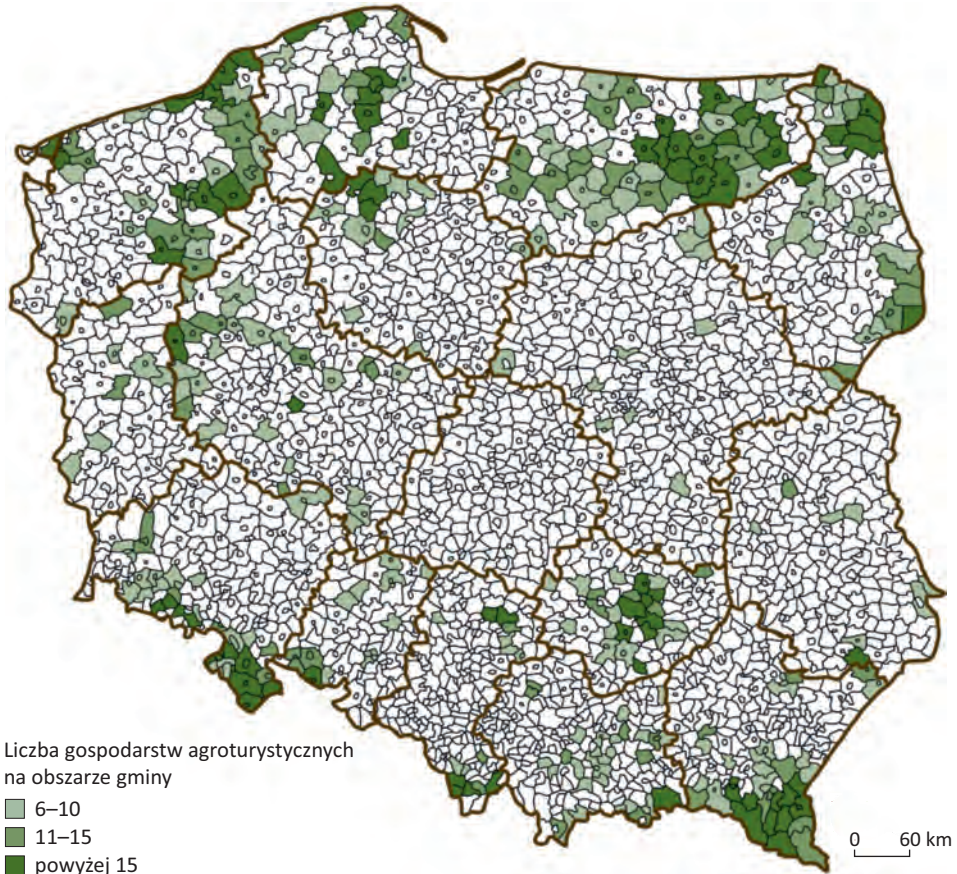 Liczba gospodarstw agroturystycznych
na obszarze gminy
6–10
11–15
powyżej 15
0 60 km